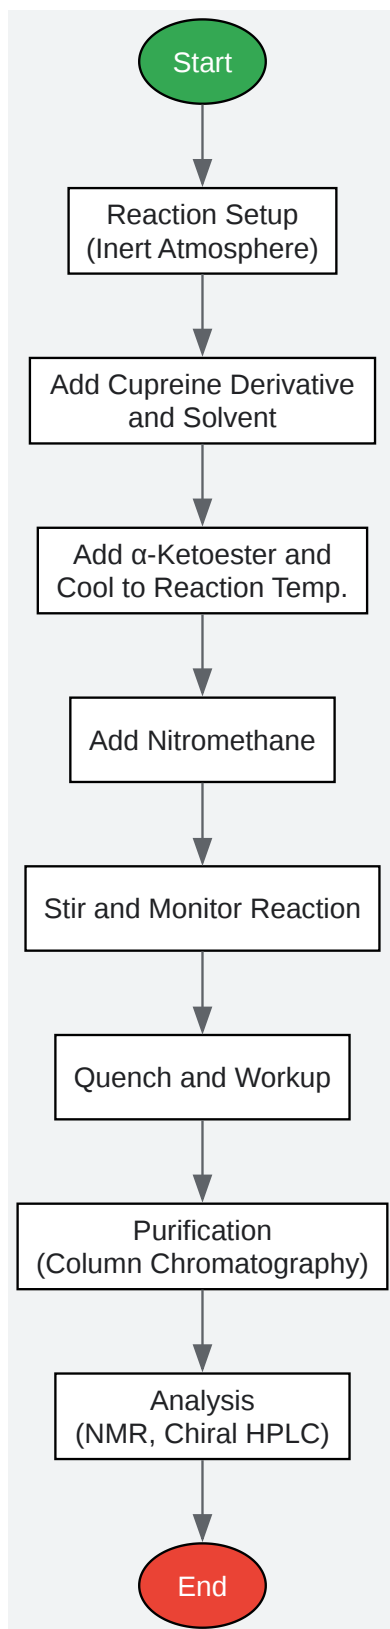 Start
Reaction Setup
(Inert Atmosphere)
Add Cupreine Derivative
and Solvent
Add α-Ketoester and
Cool to Reaction Temp.
Add Nitromethane
Stir and Monitor Reaction
Quench and Workup
Purification
(Column Chromatography)
Analysis
(NMR, Chiral HPLC)
End